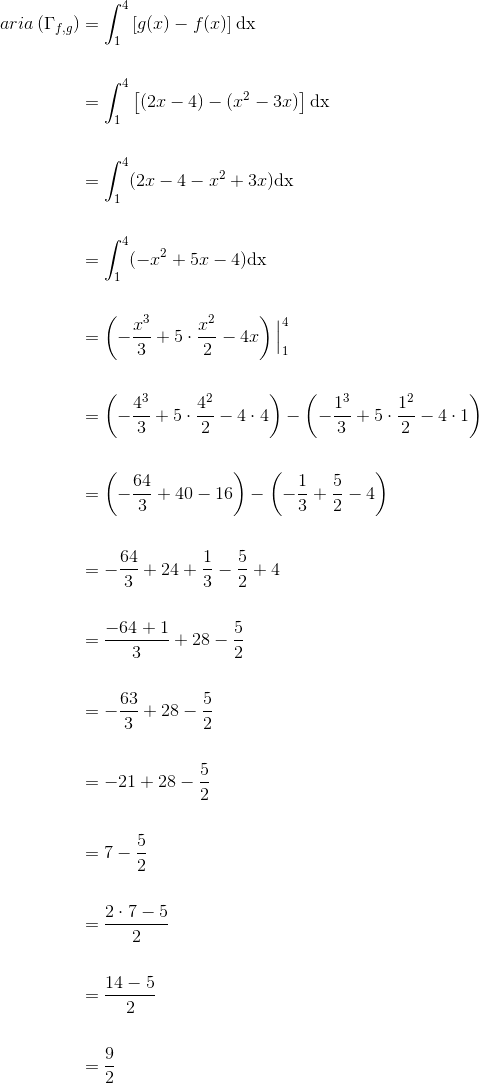 aria (Γ_{f,g}) = ∫_1^4 [g(x) − f(x)] dx
= ∫_1^4 [(2x − 4) − (x^2 − 3x)] dx
= ∫_1^4 (2x − 4 − x^2 + 3x)dx
= ∫_1^4 (−x^2 + 5x − 4)dx
= (−x^3/3 + 5 · x^2/2 − 4x) |_1^4
= (−4^3/3 + 5 · 4^2/2 − 4 · 4) − (−1^3/3 + 5 · 1^2/2 − 4 · 1)
= (−64/3 + 40 − 16) − (−1/3 + 5/2 − 4)
= −64/3 + 24 + 1/3 − 5/2 + 4
= (−64 + 1)/3 + 28 − 5/2
= −63/3 + 28 − 5/2
= −21 + 28 − 5/2
= 7 − 5/2
= (2 · 7 − 5)/2
= (14 − 5)/2
= 9/2